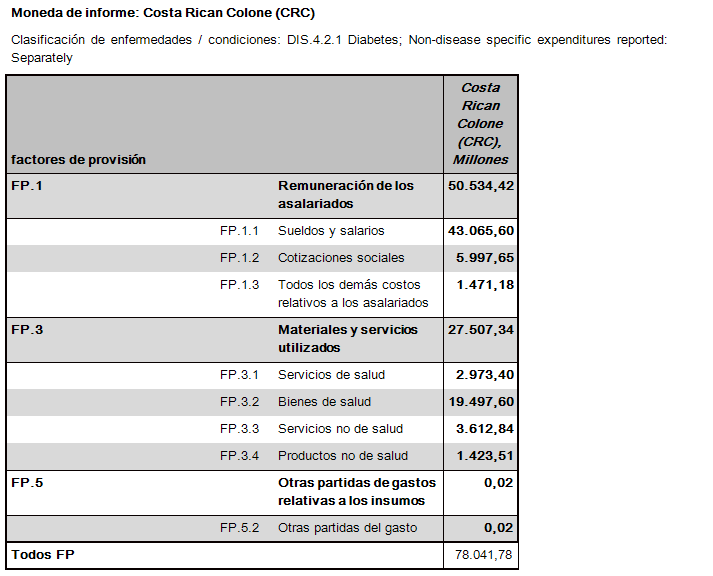 Moneda de informe: Costa Rican Colone (CRC)
Clasificación de enfermedades / condiciones: DIS.4.2.1 Diabetes; Non-disease specific expenditures reported:
Separately
factores de provisión
Costa
Rican
Colone
(CRC),
Millones
FP.1 Remuneración de los 50.534,42
asalariados
FP.1.1 Sueldos y salarios 43.065,60
FP.1.2 Cotizaciones sociales 5.997,65
FP.1.3 Todos los demás costos 1.471,18
relativos a los asalariados
FP.3 Materiales y servicios 27.507,34
utilizados
FP.3.1 Servicios de salud 2.973,40
FP.3.2 Bienes de salud 19.497,60
FP.3.3 Servicios no de salud 3.612,84
FP.3.4 Productos no de salud 1.423,51
FP.5 Otras partidas de gastos 0,02
relativas a los insumos
FP.5.2 Otras partidas del gasto 0,02
Todos FP 78.041,78